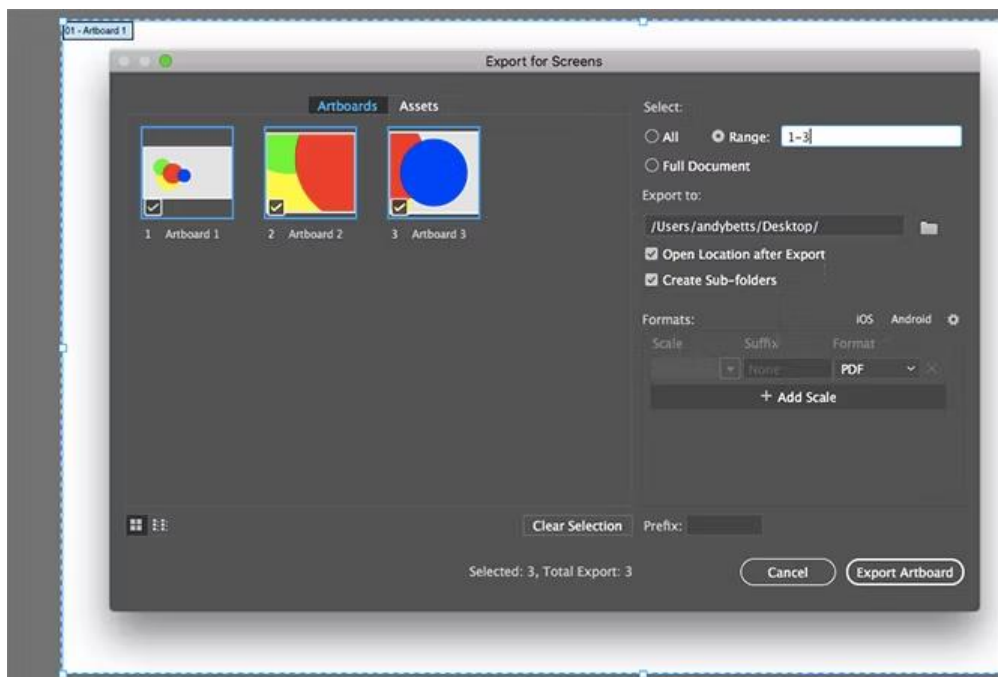 01 - Artboard 1
Export for Screens
Artboards Assets
1 Artboard 1
2 Artboard 2
3 Artboard 3
Clear Selection
Selected: 3, Total Export: 3
Select:
All Range: 1-3
Full Document
Export to:
/Users/andybetts/Desktop/
Open Location after Export
Create Sub-folders
Formats: iOS Android
Scale Suffix Format
None PDF
+ Add Scale
Prefix:
Cancel Export Artboard